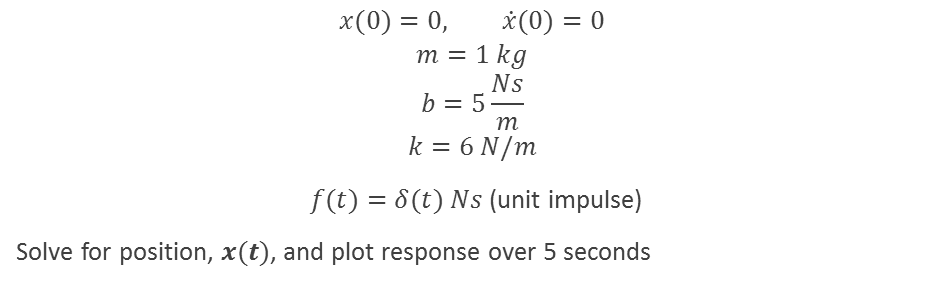 x(0) = 0,  ẋ(0) = 0
m = 1 kg
b = 5 Ns/m
k = 6 N/m
f(t) = δ(t) Ns (unit impulse)
Solve for position, x(t), and plot response over 5 seconds